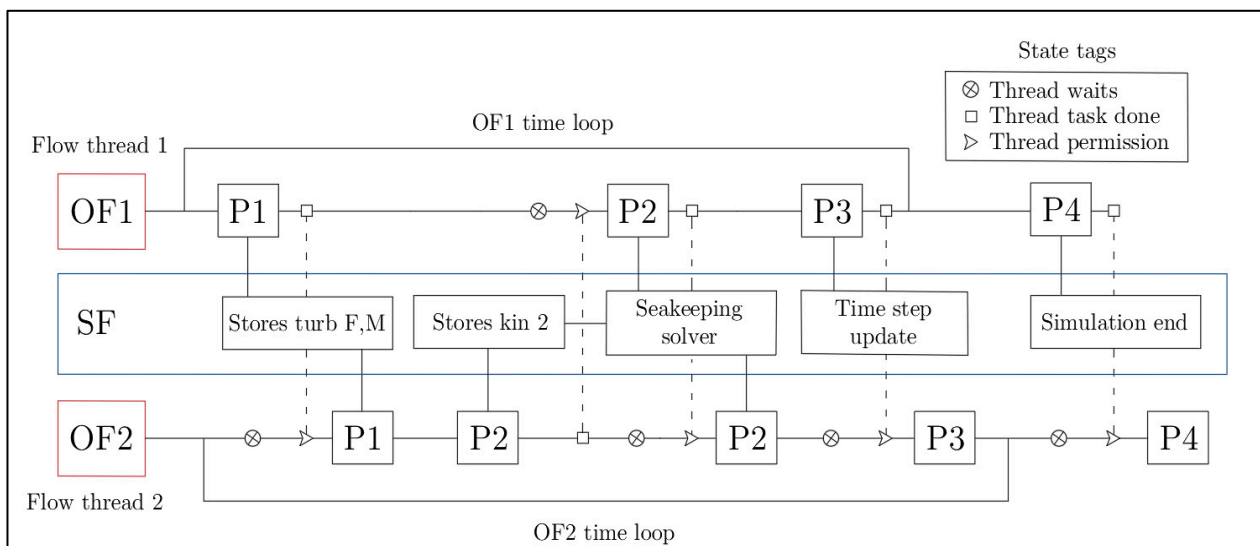 State tags
Thread waits
Thread task done
Thread permission
OF1 time loop
Flow thread 1
OF1
P1
P2
P3
P4
SF
Stores turb F,M
Stores kin 2
Seakeeping
solver
Time step
update
Simulation end
OF2
P1
P2
P2
P3
P4
Flow thread 2
OF2 time loop